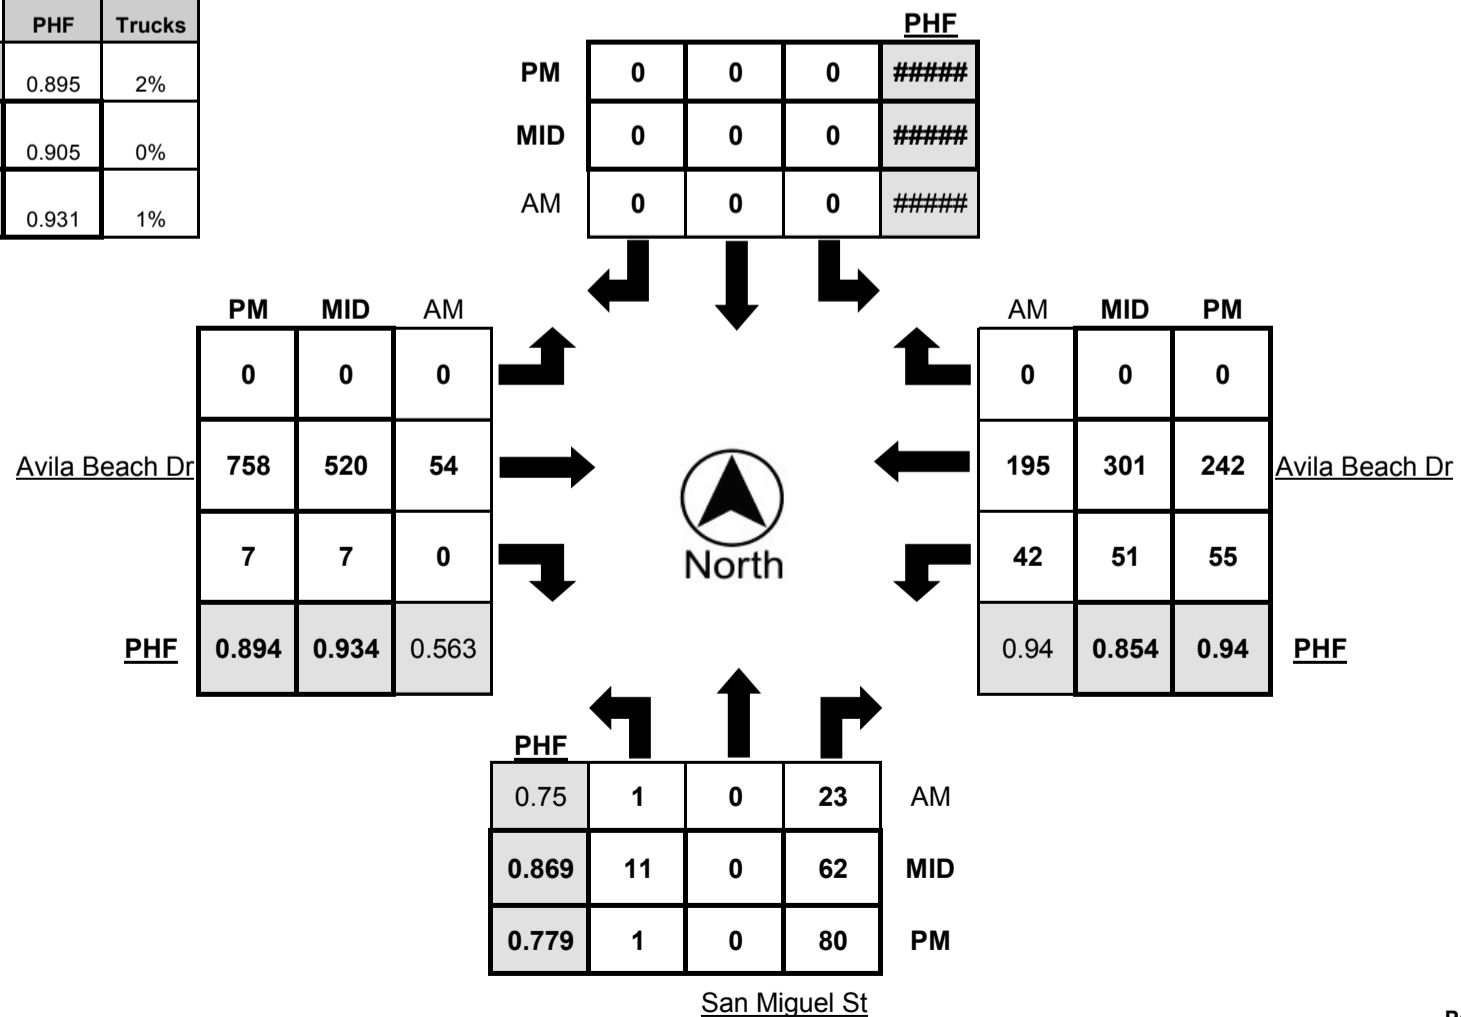 PHF Trucks
0.895 2%
0.905 0%
0.931 1%
PHF
PM 0 0 0 #####
MID 0 0 0 #####
AM 0 0 0 #####
PM MID AM
0 0 0
Avila Beach Dr 758 520 54
7 7 0
PHF 0.894 0.934 0.563
North
AM MID PM
0 0 0
195 301 242 Avila Beach Dr
42 51 55
0.94 0.854 0.94 PHF
PHF
0.75 1 0 23 AM
0.869 11 0 62 MID
0.779 1 0 80 PM
San Miguel St